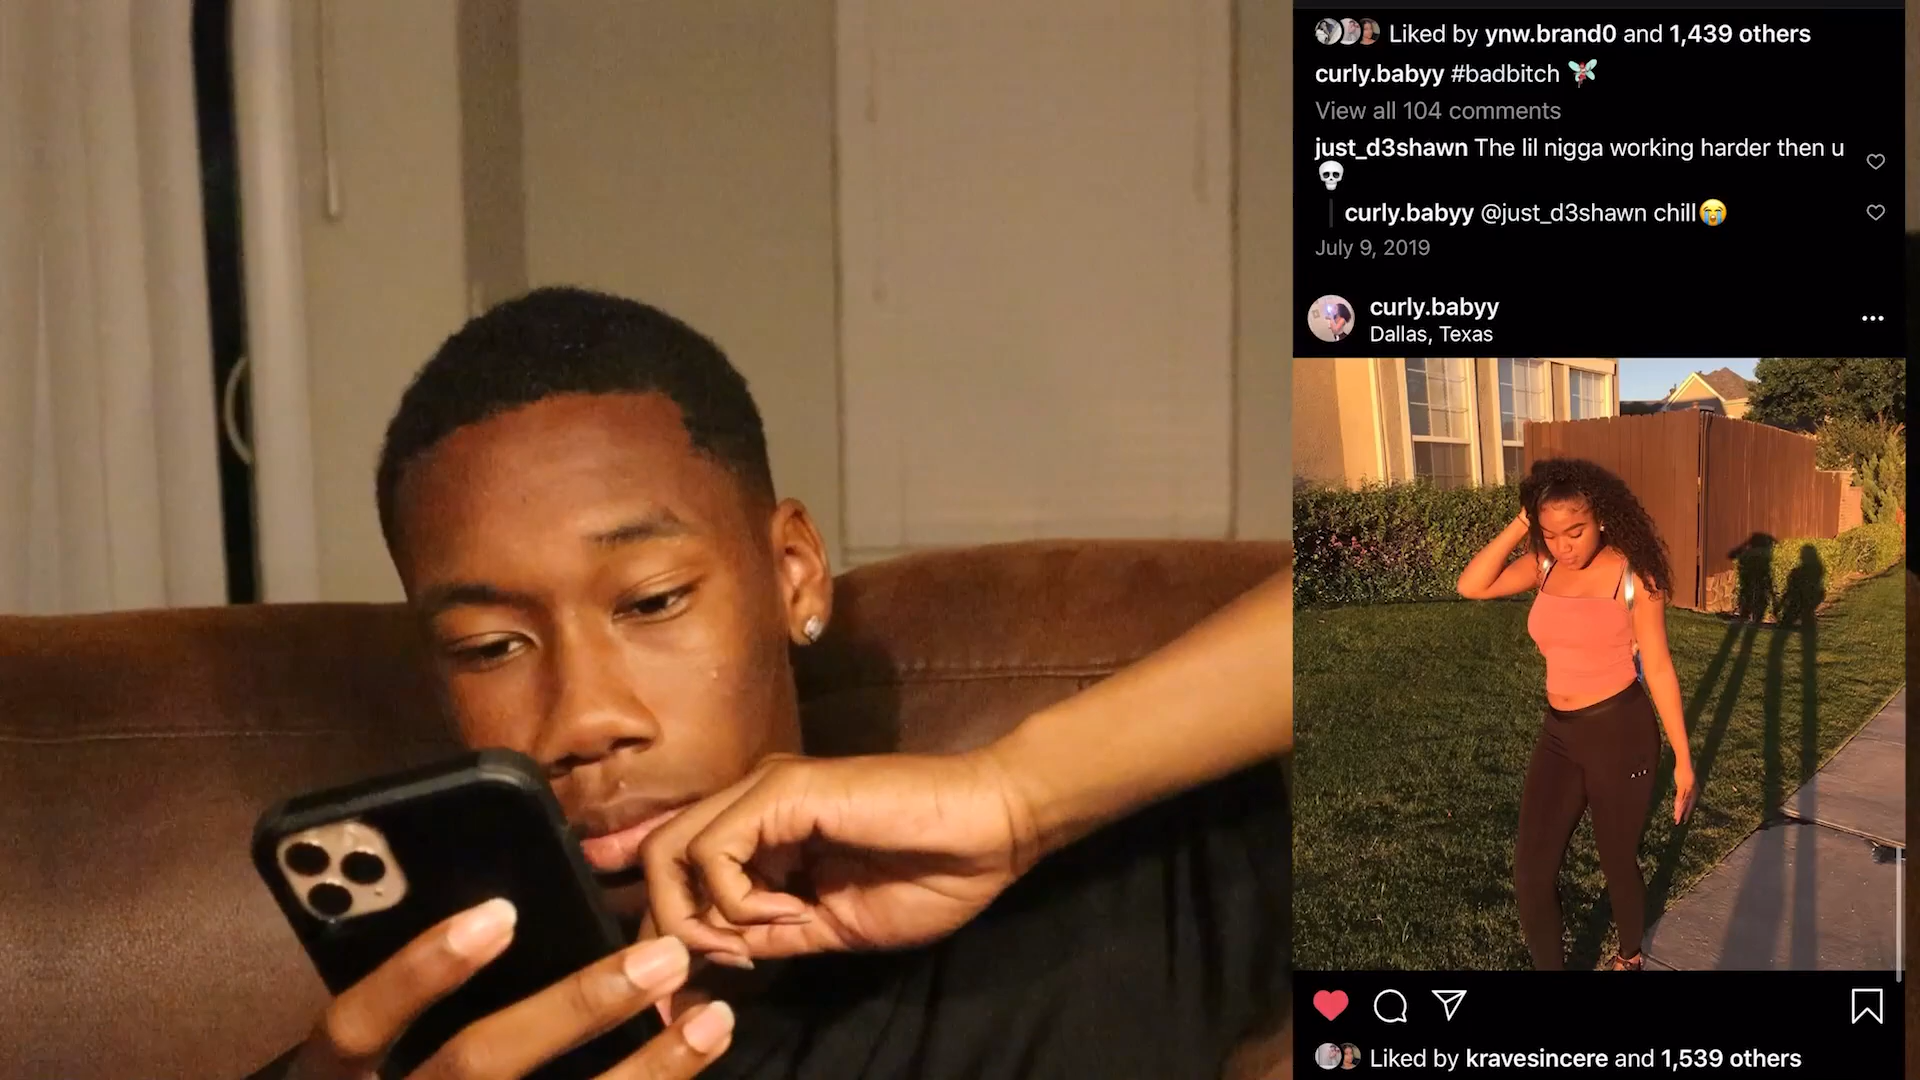 Liked by ynw.brand0 and 1,439 others
curly.babyy #badbitch 🧚
View all 104 comments
just_d3shawn The lil nigga working harder then u
💀
curly.babyy @just_d3shawn chill😭
July 9, 2019
curly.babyy
Dallas, Texas
Liked by kravesincere and 1,539 others